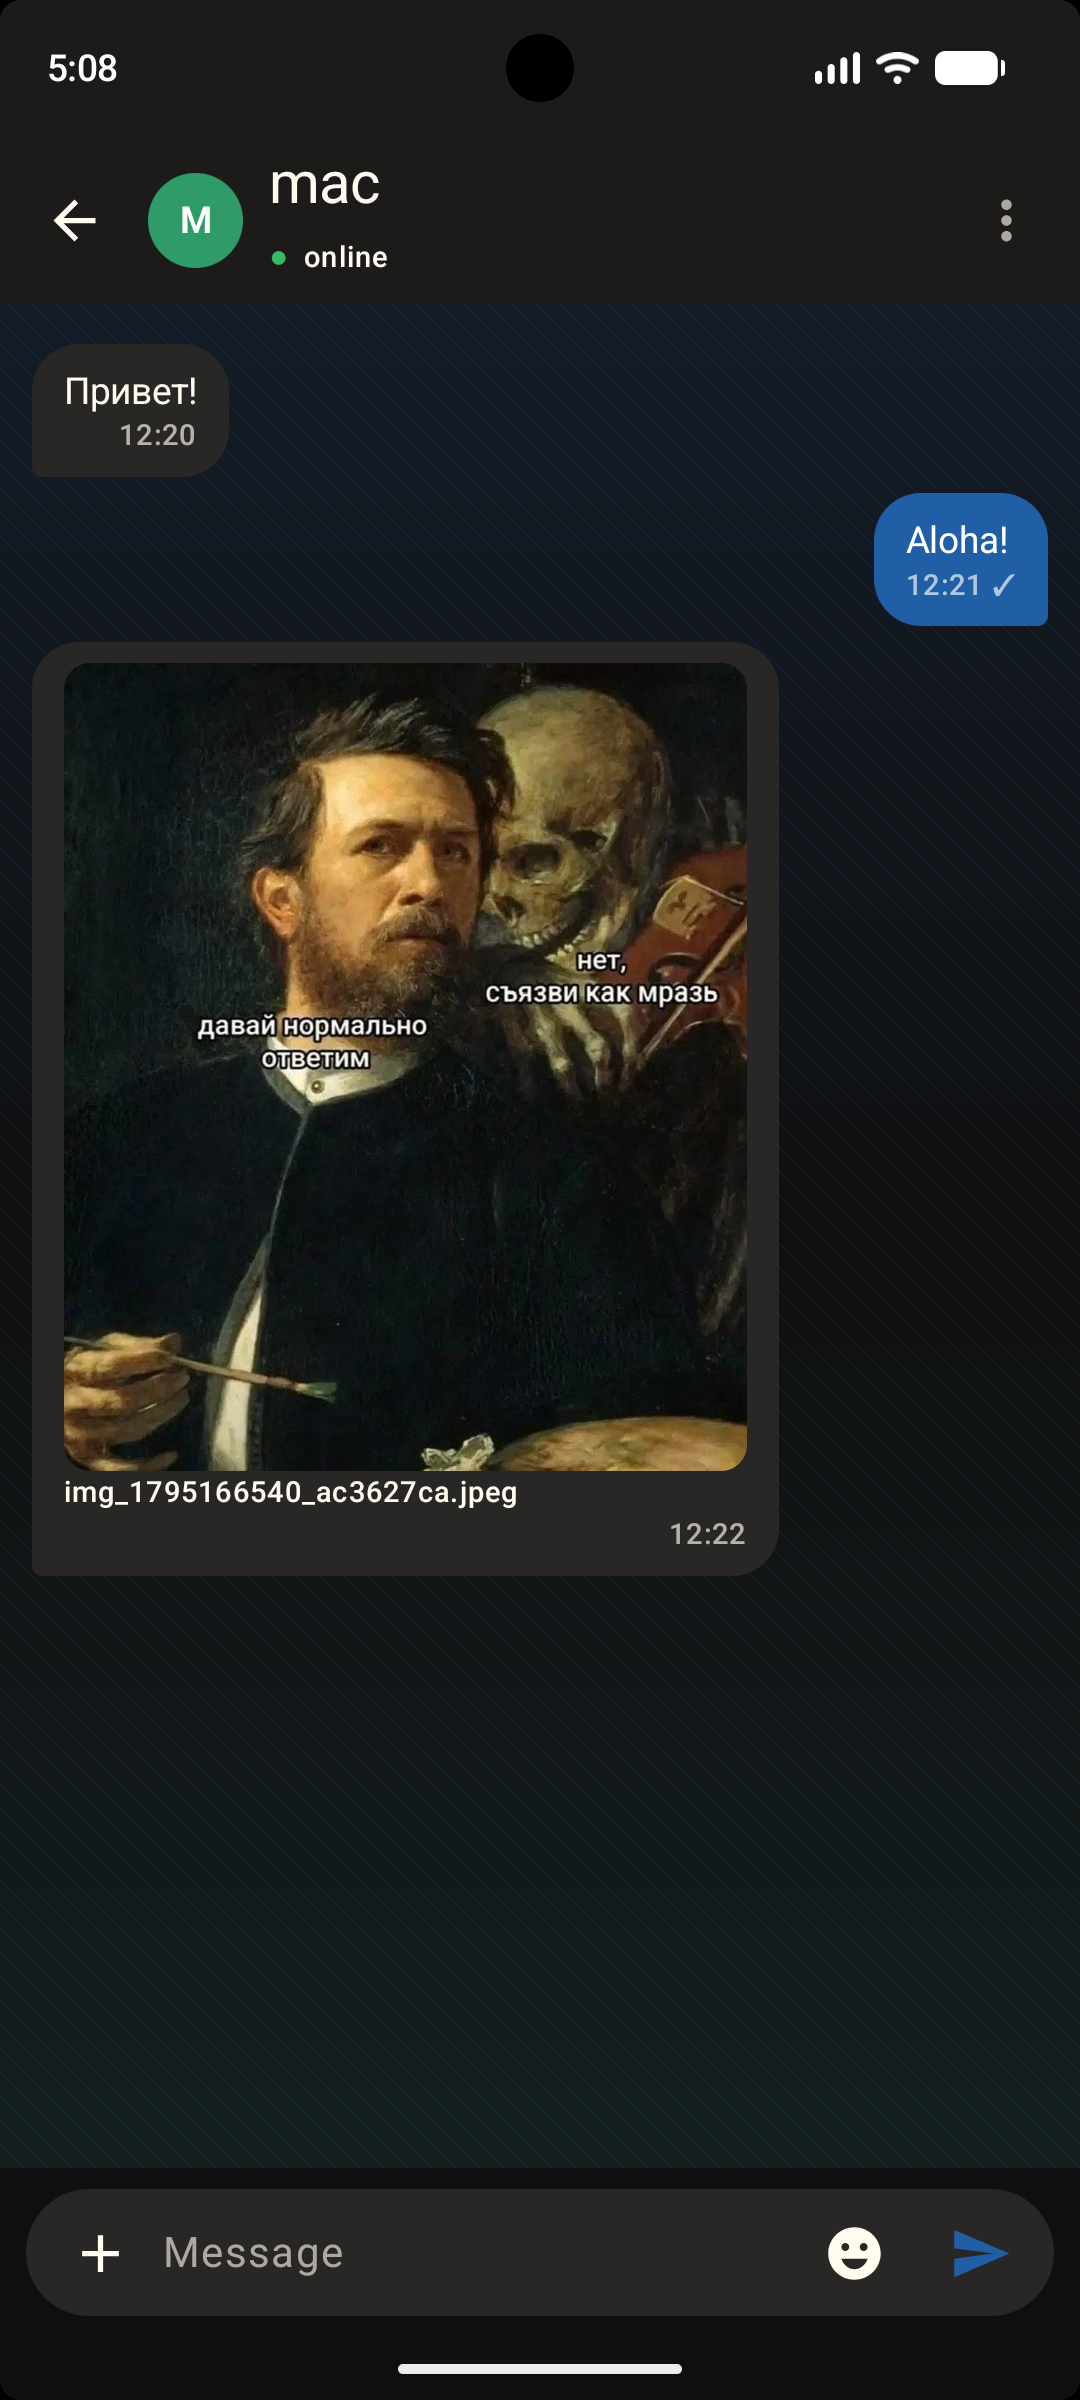 5:08
M
mac
online
Привет!
12:20
Aloha!
12:21 ✓
нет,
съязви как мразь
давай нормально
ответим
img_1795166540_ac3627ca.jpeg
12:22
Message